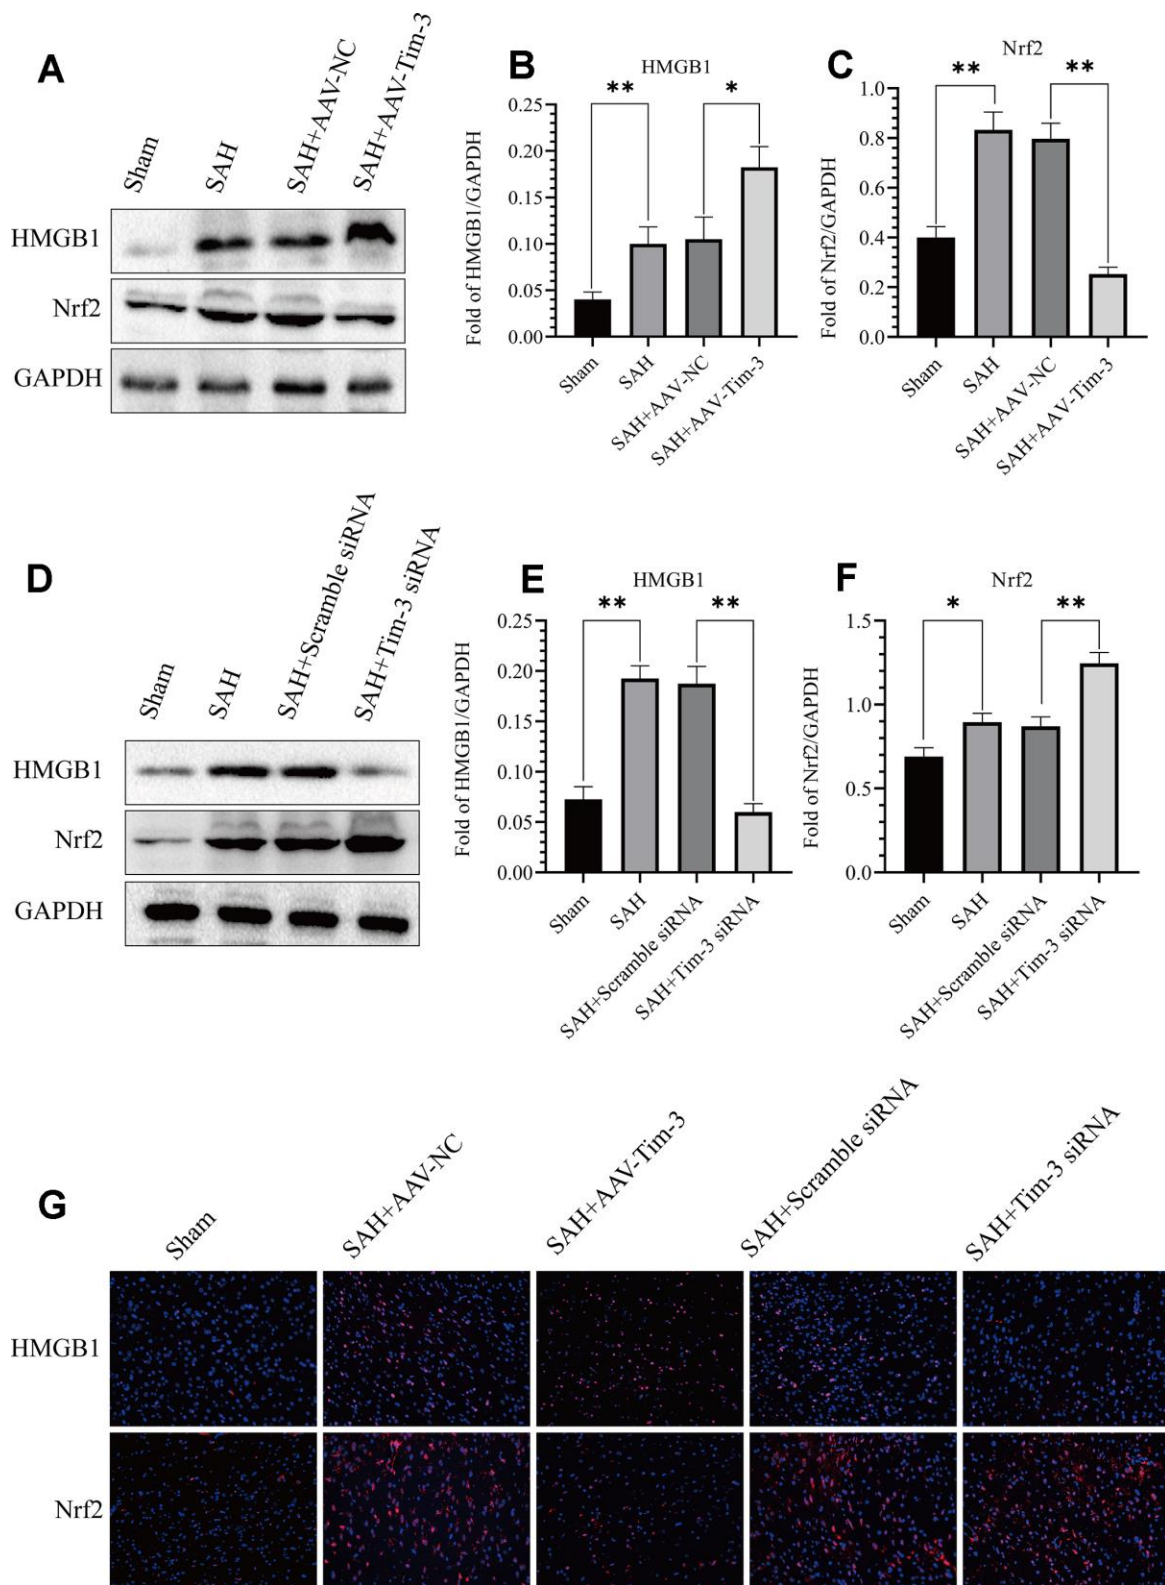 A
Sham
SAH
SAH+AAV-NC
SAH+AAV-Tim-3
HMGB1
Nrf2
GAPDH
B
HMGB1
**
*
Fold of HMGB1/GAPDH
0.25
0.20
0.15
0.10
0.05
0.00
Sham
SAH
SAH+AAV-NC
SAH+AAV-Tim-3
C
Nrf2
**
**
Fold of Nrf2/GAPDH
1.0
0.8
0.6
0.4
0.2
0.0
Sham
SAH
SAH+AAV-NC
SAH+AAV-Tim-3
D
Sham
SAH
SAH+Scramble siRNA
SAH+Tim-3 siRNA
HMGB1
Nrf2
GAPDH
E
HMGB1
**
**
Fold of HMGB1/GAPDH
0.25
0.20
0.15
0.10
0.05
0.00
Sham
SAH
SAH+Scramble siRNA
SAH+Tim-3 siRNA
F
Nrf2
*
**
Fold of Nrf2/GAPDH
1.5
1.0
0.5
0.0
Sham
SAH
SAH+Scramble siRNA
SAH+Tim-3 siRNA
G
Sham
SAH+AAV-NC
SAH+AAV-Tim-3
SAH+Scramble siRNA
SAH+Tim-3 siRNA
HMGB1
Nrf2